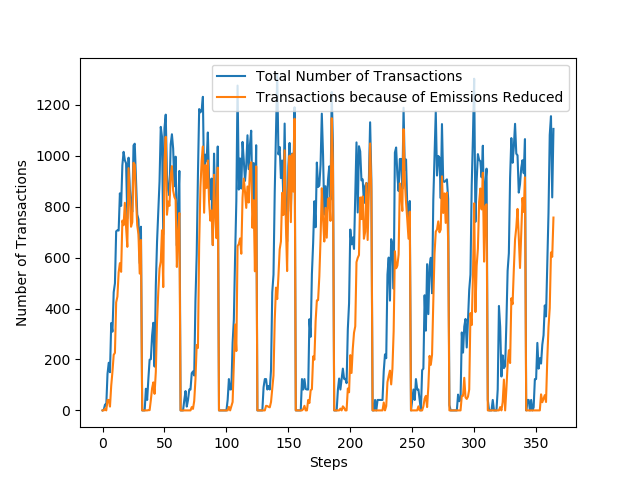 Total Number of Transactions
Transactions because of Emissions Reduced
1200
1000
800
600
400
200
0
Number of Transactions
0 50 100 150 200 250 300 350
Steps